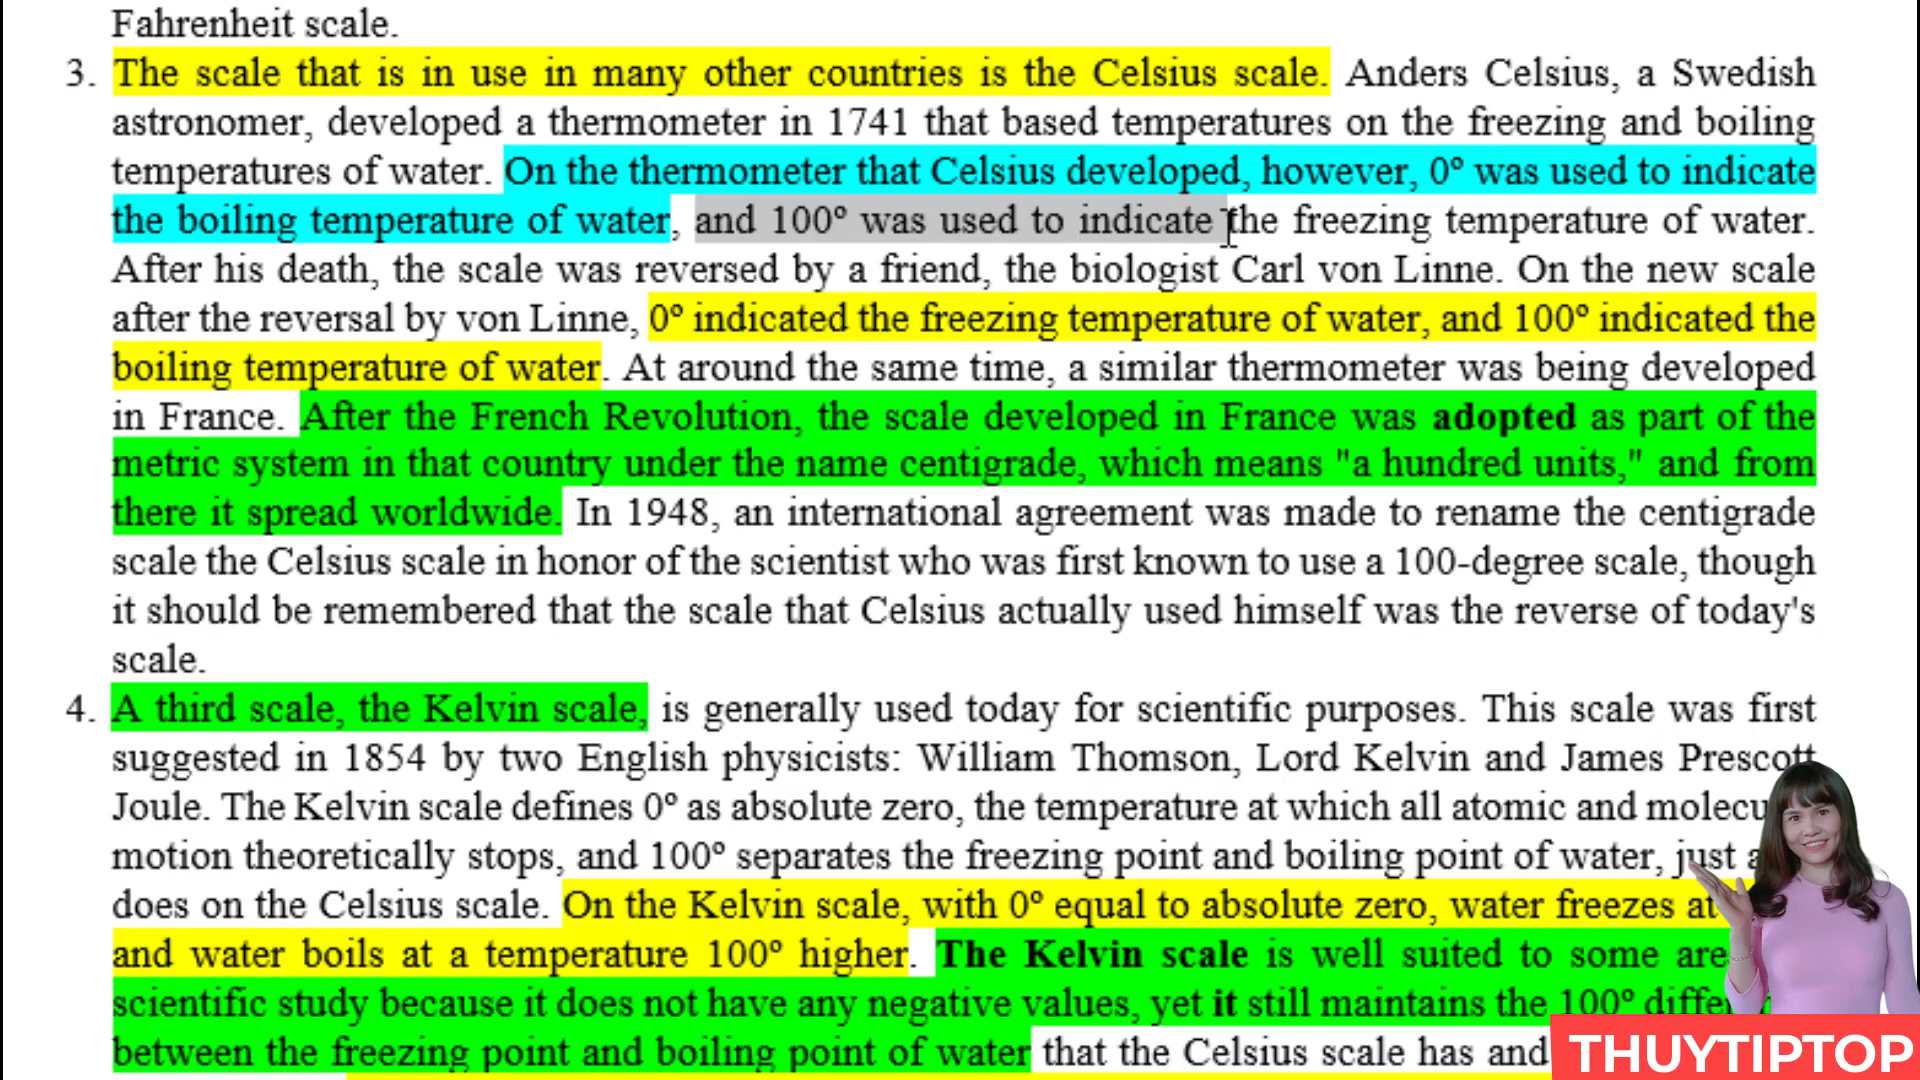 Fahrenheit scale.
3. The scale that is in use in many other countries is the Celsius scale. Anders Celsius, a Swedish
astronomer, developed a thermometer in 1741 that based temperatures on the freezing and boiling
temperatures of water. On the thermometer that Celsius developed, however, 0º was used to indicate
the boiling temperature of water, and 100º was used to indicate the freezing temperature of water.
After his death, the scale was reversed by a friend, the biologist Carl von Linne. On the new scale
after the reversal by von Linne, 0º indicated the freezing temperature of water, and 100º indicated the
boiling temperature of water. At around the same time, a similar thermometer was being developed
in France. After the French Revolution, the scale developed in France was adopted as part of the
metric system in that country under the name centigrade, which means "a hundred units," and from
there it spread worldwide. In 1948, an international agreement was made to rename the centigrade
scale the Celsius scale in honor of the scientist who was first known to use a 100-degree scale, though
it should be remembered that the scale that Celsius actually used himself was the reverse of today's
scale.
4. A third scale, the Kelvin scale, is generally used today for scientific purposes. This scale was first
suggested in 1854 by two English physicists: William Thomson, Lord Kelvin and James Prescott
Joule. The Kelvin scale defines 0º as absolute zero, the temperature at which all atomic and
motion theoretically stops, and 100º separates the freezing point and boiling point of water, just
does on the Celsius scale. On the Kelvin scale, with 0º equal to absolute zero, water freezes at
and water boils at a temperature 100º higher. The Kelvin scale is well suited to some
scientific study because it does not have any negative values, yet it still maintains the 100º
between the freezing point and boiling point of water that the Celsius scale has and
THUYTIPTOP